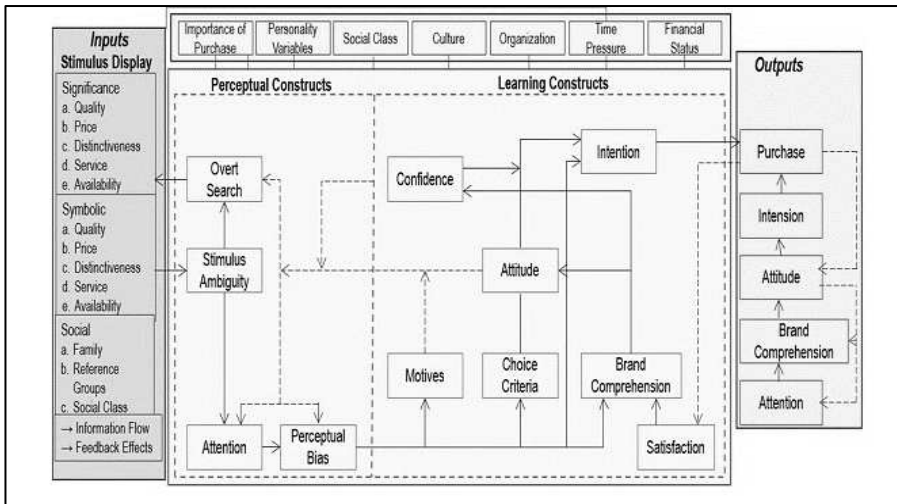 Importance of
Purchase
Personality
Variables
Social Class
Culture
Organization
Time
Pressure
Financial
Status
Inputs
Stimulus Display
Significance
a. Quality
b. Price
c. Distinctiveness
d. Service
e. Availability
Symbolic
a. Quality
b. Price
c. Distinctiveness
d. Service
e. Availability
Social
a. Family
b. Reference
Groups
c. Social Class
→ Information Flow
→ Feedback Effects
Perceptual Constructs
Overt
Search
Stimulus
Ambiguity
Attention
Perceptual
Bias
Learning Constructs
Confidence
Intention
Attitude
Motives
Choice
Criteria
Brand
Comprehension
Satisfaction
Outputs
Purchase
Intension
Attitude
Brand
Comprehension
Attention